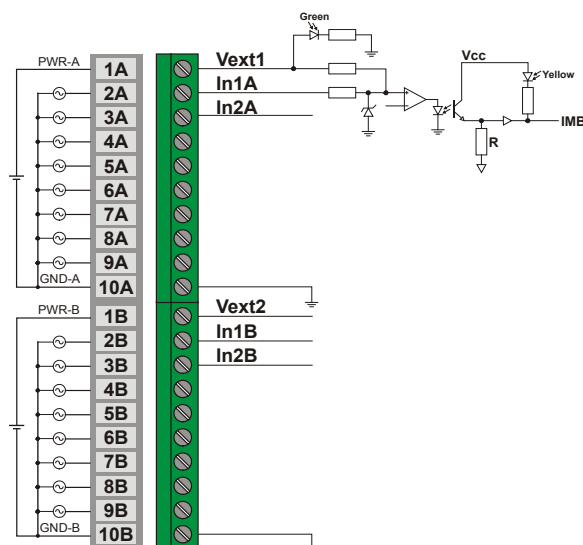 Green
PWR-A
1A
Vext1
Vcc
Yellow
2A
In1A
3A
In2A
IMB
4A
R
5A
6A
7A
8A
9A
GND-A
10A
PWR-B
1B
Vext2
2B
In1B
3B
In2B
4B
5B
6B
7B
8B
9B
GND-B
10B